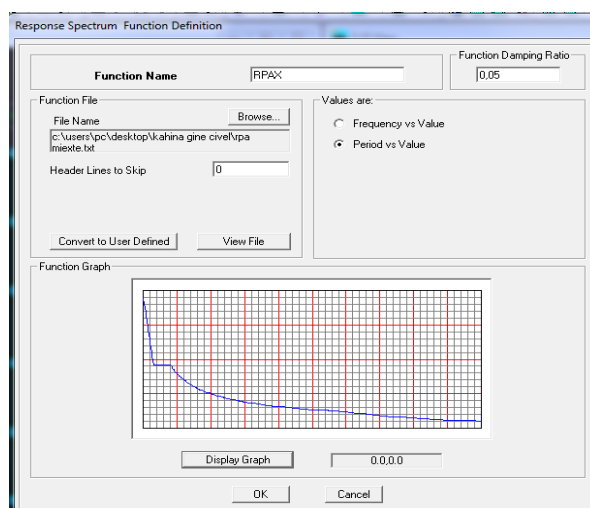 Response Spectrum Function Definition
Function Name
RPAX
Function Damping Ratio
0,05
Function File
File Name
Browse...
c:\users\pc\desktop\kahina gine civel\rpa
miexte.txt
Header Lines to Skip
0
Convert to User Defined
View File
Values are:
Frequency vs Value
Period vs Value
Function Graph
Display Graph
0.0,0.0
OK
Cancel